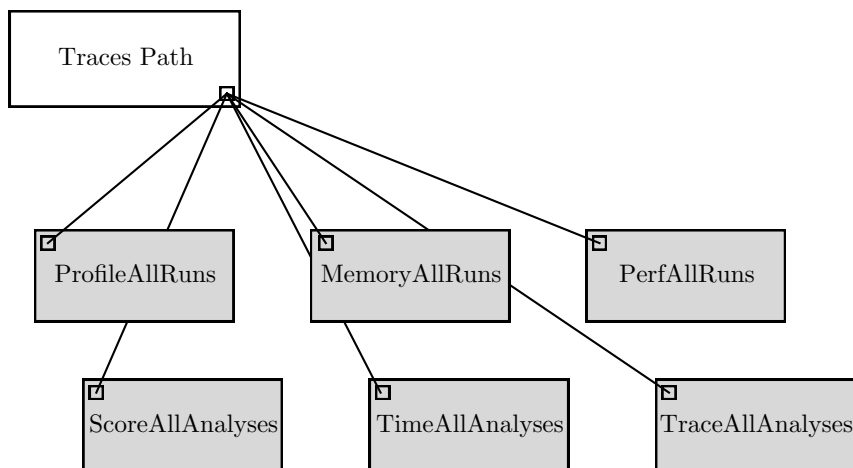 Traces Path
ProfileAllRuns
MemoryAllRuns
PerfAllRuns
ScoreAllAnalyses
TimeAllAnalyses
TraceAllAnalyses